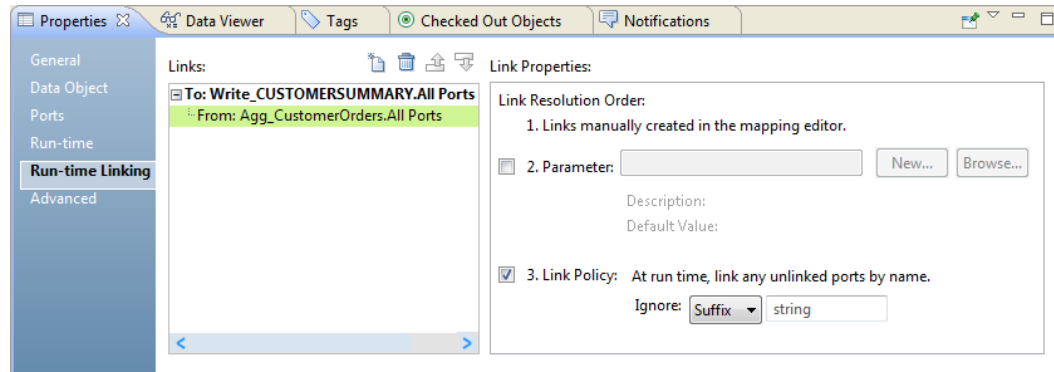 Properties Data Viewer Tags Checked Out Objects Notifications
General
Data Object
Ports
Run-time
Run-time Linking
Advanced
Links:
To: Write_CUSTOMERSUMMARY.All Ports
From: Agg_CustomerOrders.All Ports
Link Properties:
Link Resolution Order:
1. Links manually created in the mapping editor.
2. Parameter: New... Browse...
Description:
Default Value:
3. Link Policy: At run time, link any unlinked ports by name.
Ignore: Suffix string